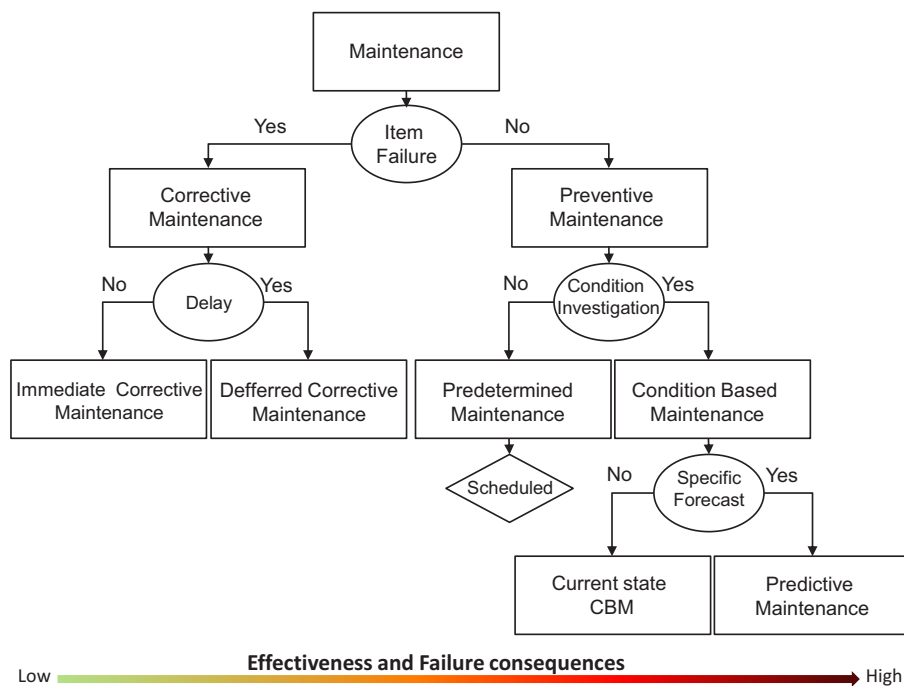 Maintenance
Item
Failure
Yes
No
Corrective
Maintenance
Preventive
Maintenance
No
Delay
Yes
No
Condition
Investigation
Yes
Immediate Corrective
Maintenance
Defferred Corrective
Maintenance
Predetermined
Maintenance
Condition Based
Maintenance
Scheduled
No
Specific
Forecast
Yes
Current state
CBM
Predictive
Maintenance
Effectiveness and Failure consequences
Low
High